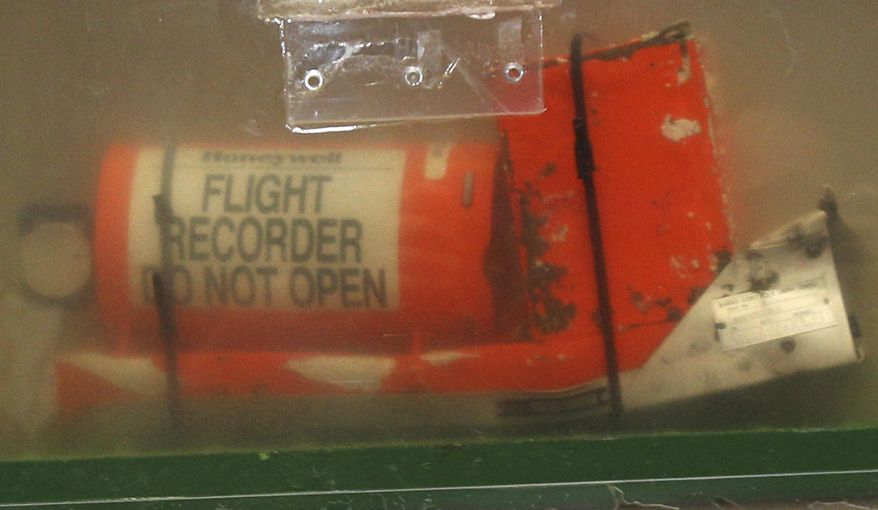 Honeywell
FLIGHT
RECORDER
DO NOT OPEN